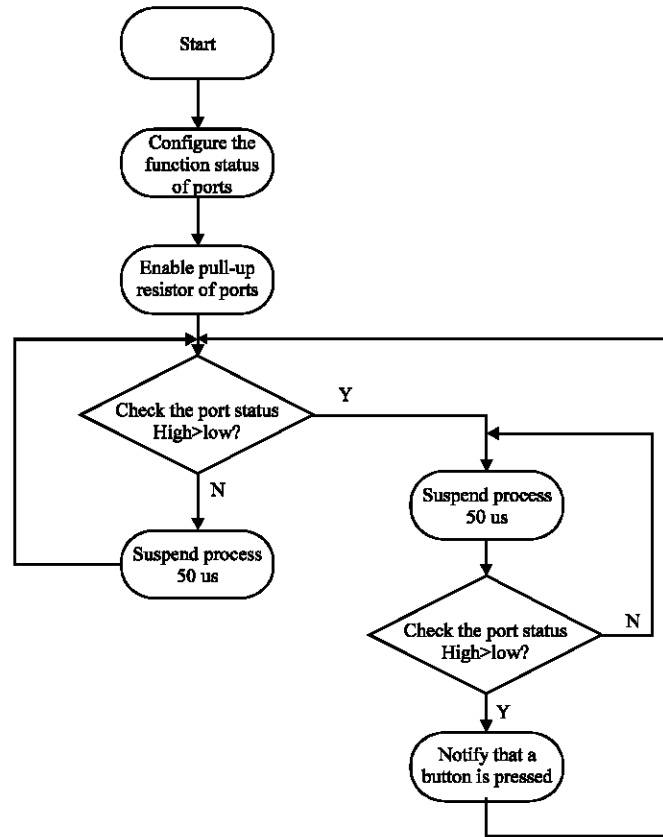 Start
Configure the
function status
of ports
Enable pull-up
resistor of ports
Check the port status
High>low?
Y
N
Suspend process
50 us
Suspend process
50 us
Check the port status
High>low?
N
Y
Notify that a
button is pressed